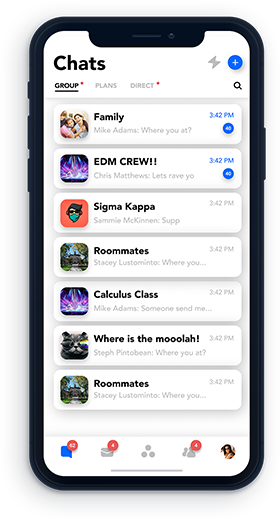 Chats
GROUP PLANS DIRECT
Family 3:42 PM
Mike Adams: Where you at? 40
EDM CREW!! 3:42 PM
Chris Matthews: Lets rave yo 40
Sigma Kappa 3:42 PM
Sammie McKinnen: Supp
Roommates 3:42 PM
Stacey Lustominto: Where you...
Calculus Class 3:42 PM
Mike Adams: Someone send me...
Where is the mooolah! 3:42 PM
Steph Pintobean: Where you at?
Roommates 3:42 PM
Stacey Lustominto: Where you...
62 4 4